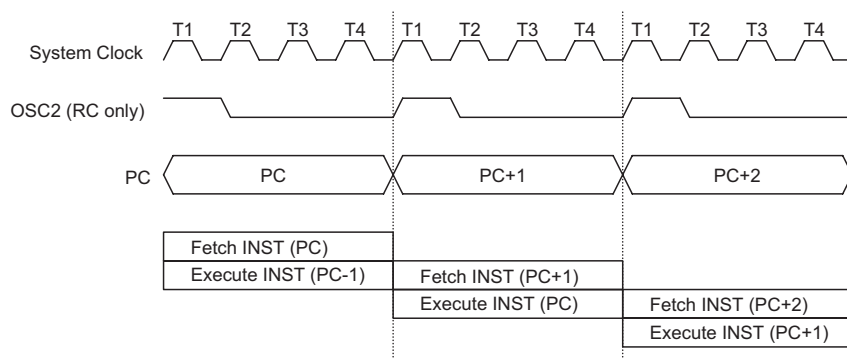 T1 T2 T3 T4 T1 T2 T3 T4 T1 T2 T3 T4
System Clock
OSC2 (RC only)
PC PC PC+1 PC+2
Fetch INST (PC)
Execute INST (PC-1) Fetch INST (PC+1)
Execute INST (PC) Fetch INST (PC+2)
Execute INST (PC+1)